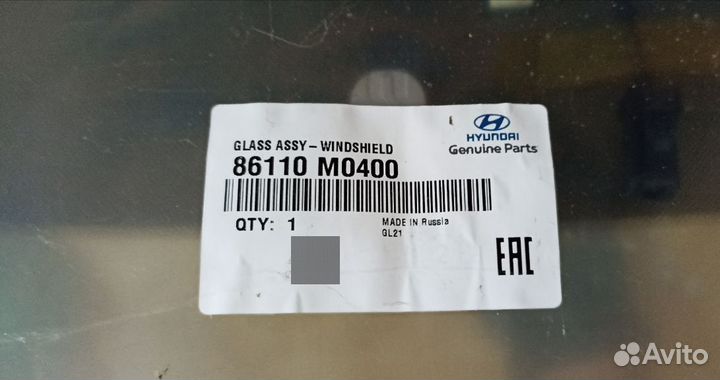 GLASS ASSY – WINDSHIELD
86110 M0400
HYUNDAI
Genuine Parts
QTY: 1
MADE IN Russia
GL21
EAC
Avito